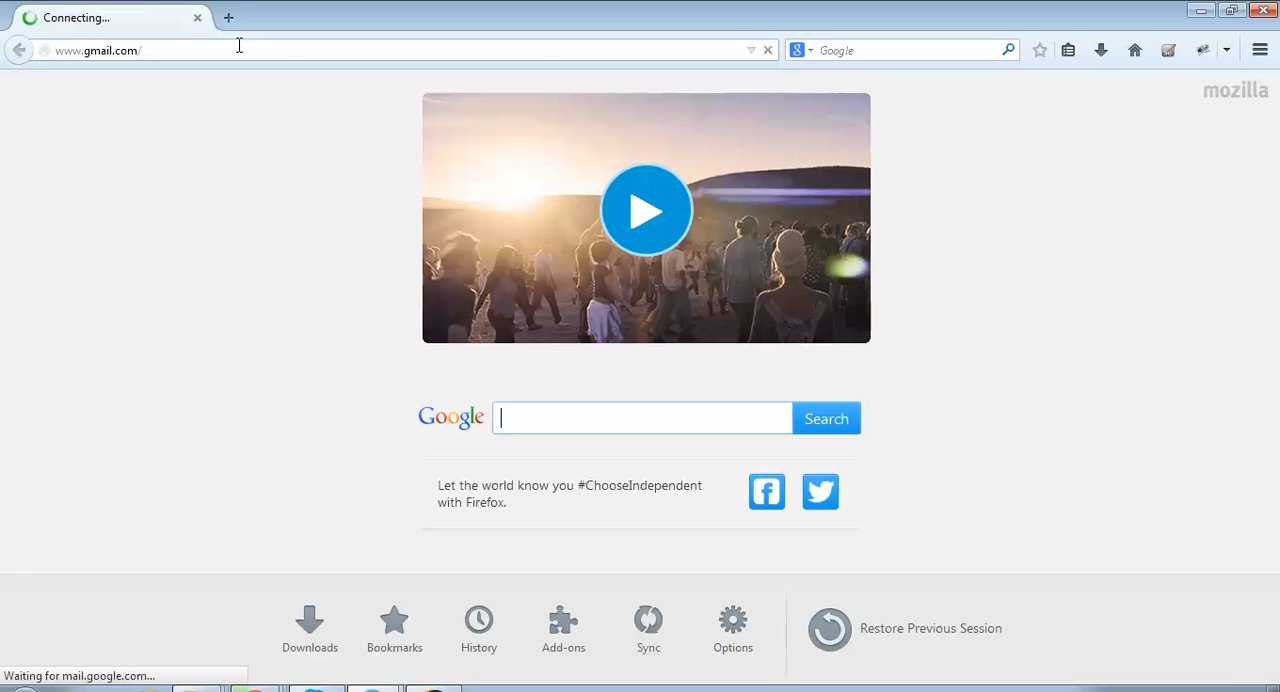 Connecting...
www.gmail.com/
Google
mozilla
Google
Search
Let the world know you #ChooseIndependent
with Firefox.
Downloads
Bookmarks
History
Add-ons
Sync
Options
Restore Previous Session
Waiting for mail.google.com...